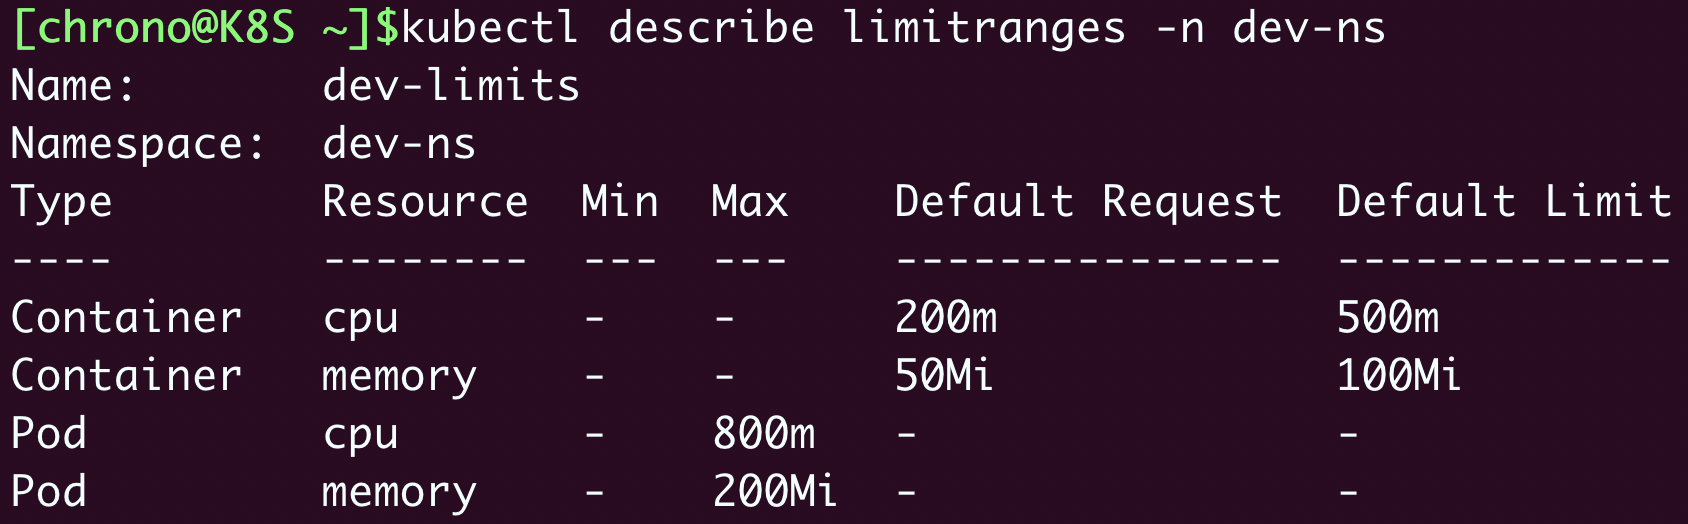 [chrono@K8S ~]$kubectl describe limitranges -n dev-ns
Name:       dev-limits
Namespace:  dev-ns
Type        Resource  Min  Max    Default Request  Default Limit
----        --------  ---  ---    ---------------  -------------
Container   cpu       -    -      200m             500m
Container   memory    -    -      50Mi             100Mi
Pod         cpu       -    800m   -                -
Pod         memory    -    200Mi  -                -